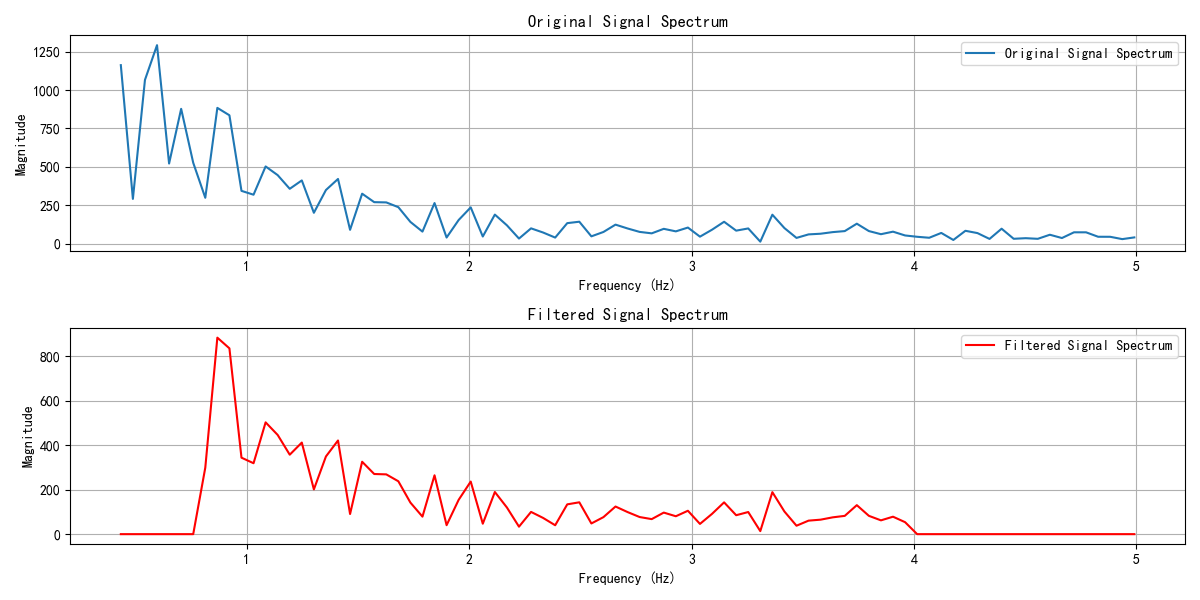 Original Signal Spectrum
Original Signal Spectrum
Magnitude
1250
1000
750
500
250
0
1 2 3 4 5
Frequency (Hz)
Filtered Signal Spectrum
Filtered Signal Spectrum
Magnitude
800
600
400
200
0
1 2 3 4 5
Frequency (Hz)